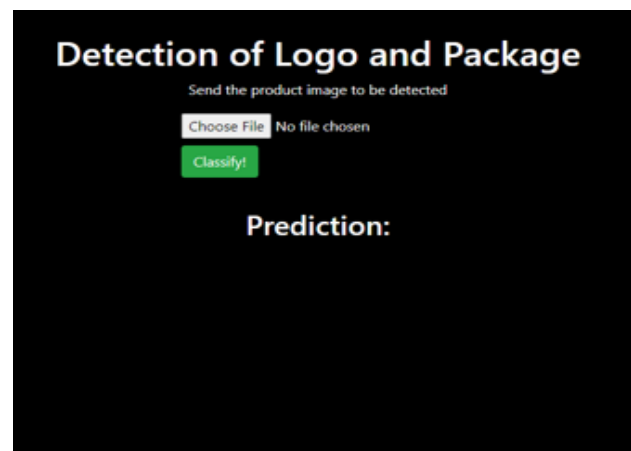 Detection of Logo and Package
Send the product image to be detected
Choose File No file chosen
Classify!
Prediction: